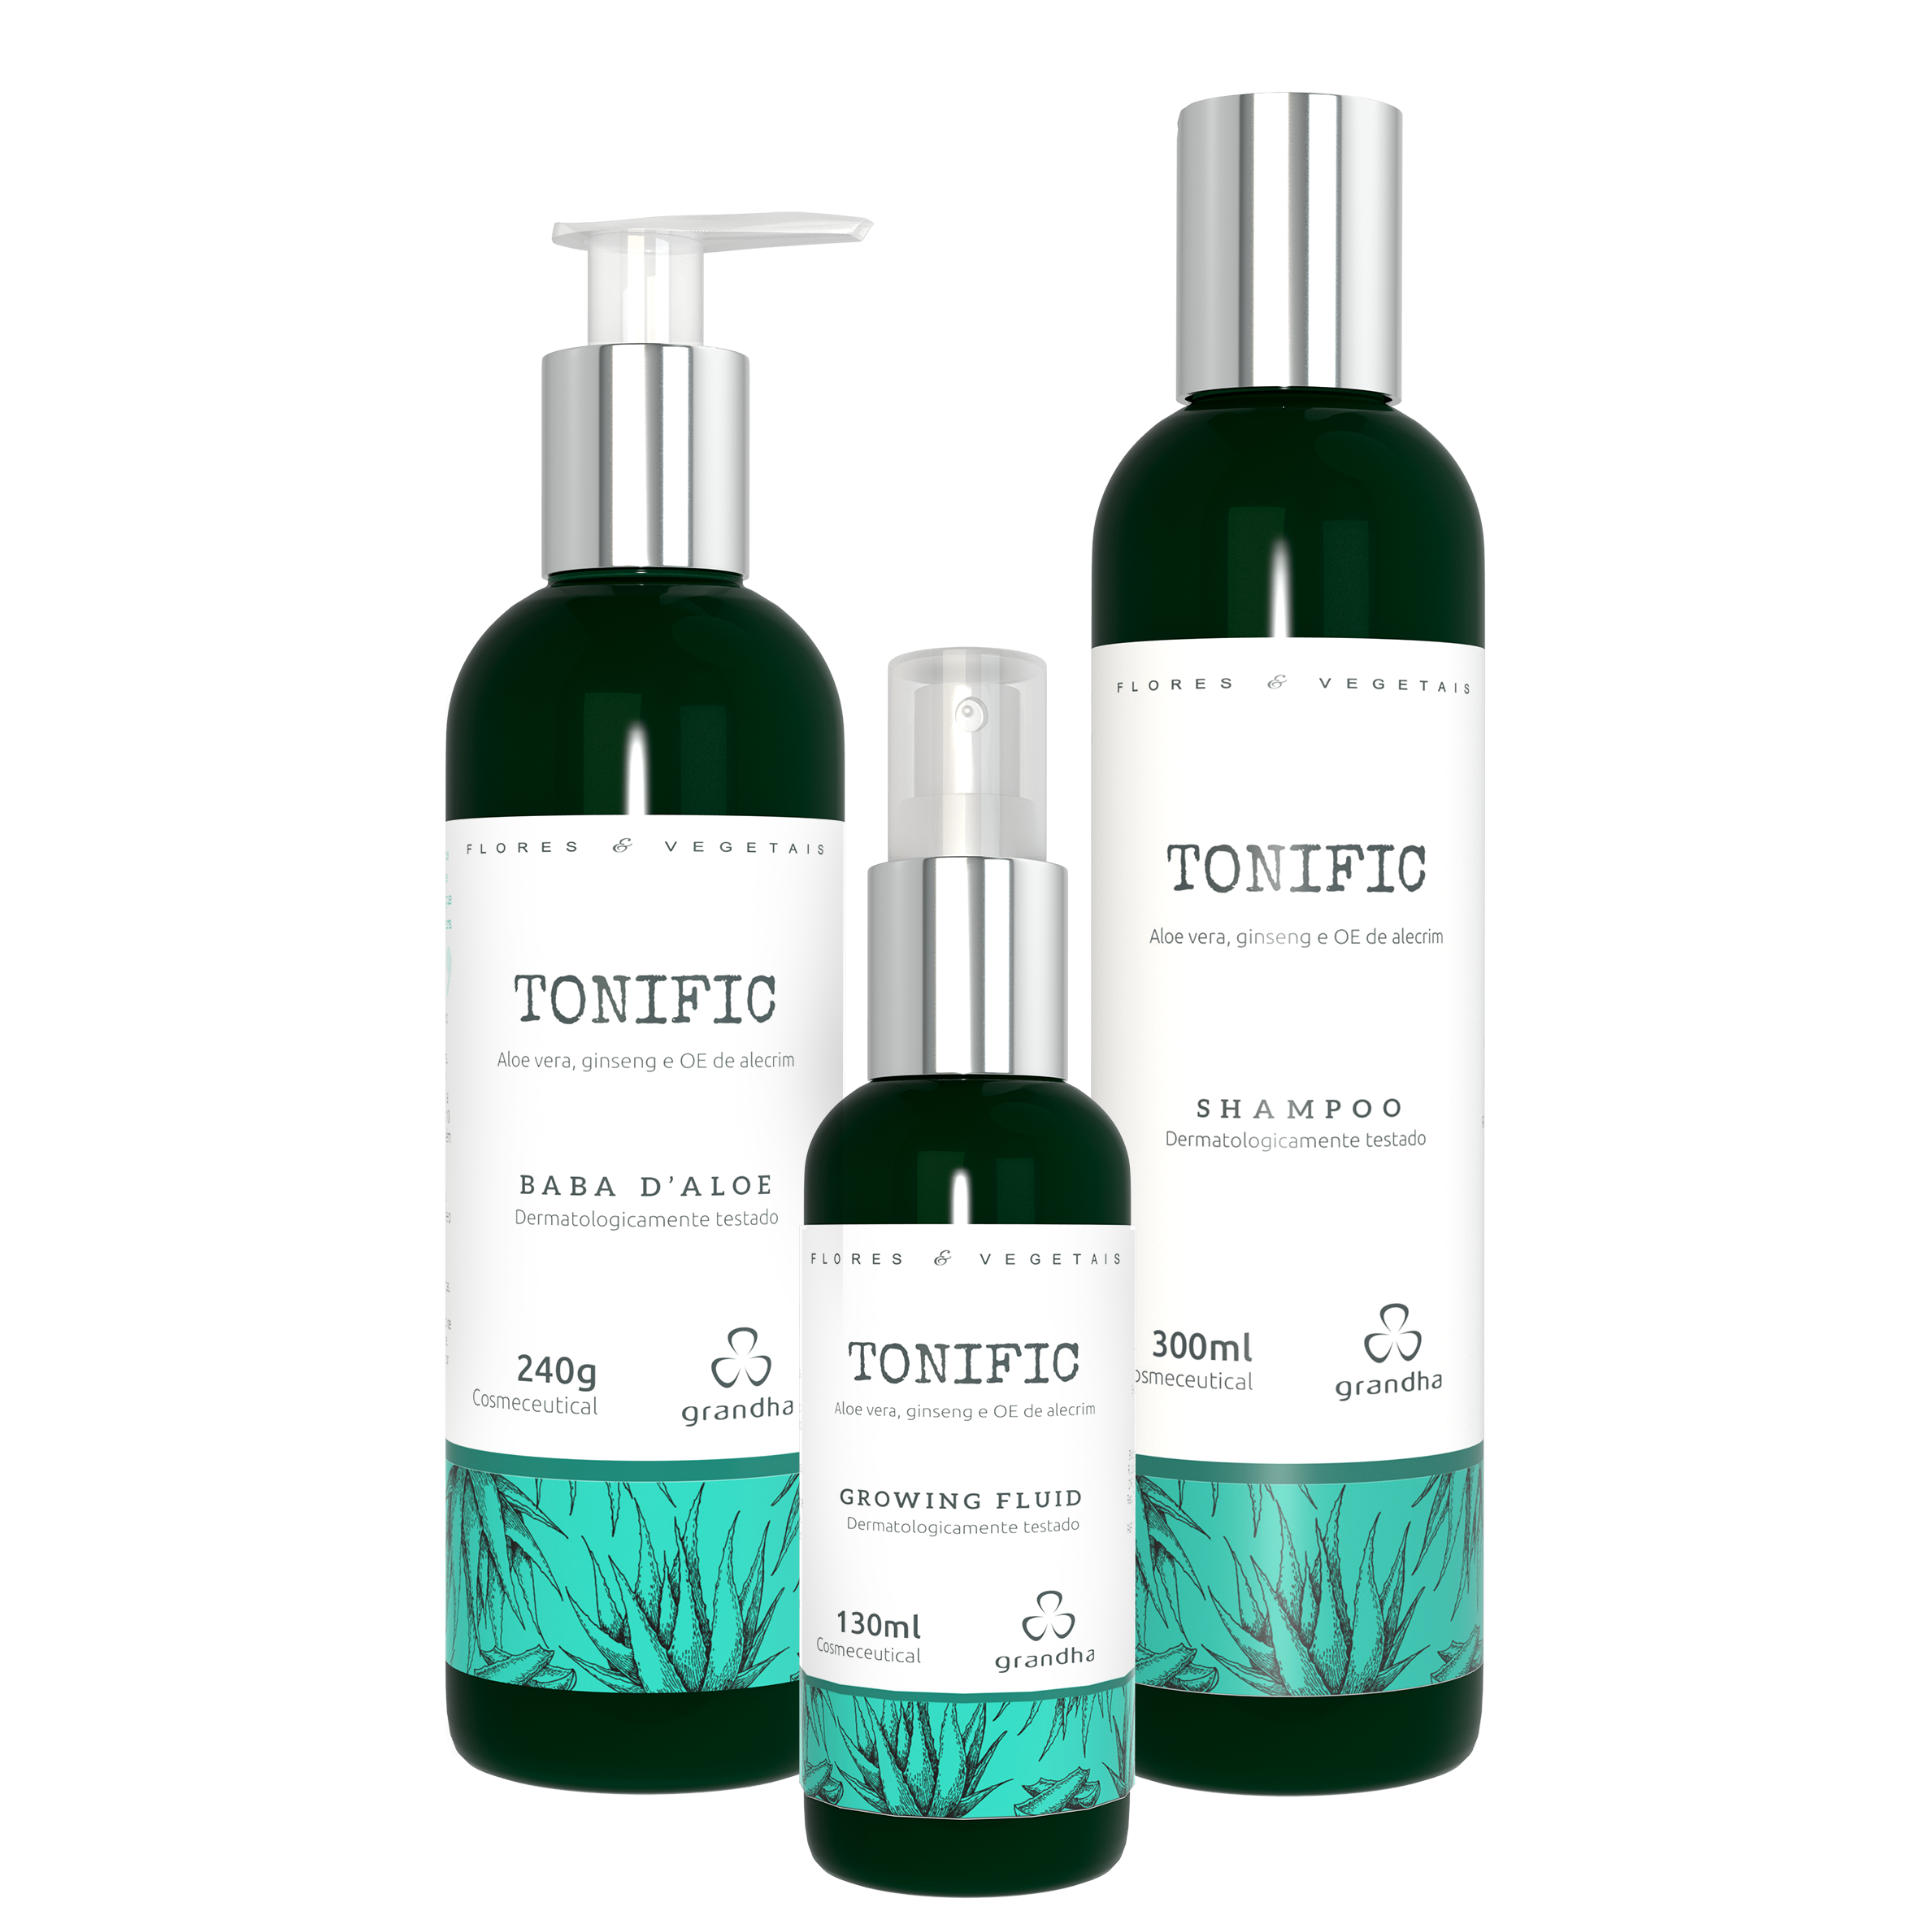 FLORES & VEGETAIS
TONIFIC
Aloe vera, ginseng e OE de alecrim
BABA D'ALOE
Dermatologicamente testado
240g
Cosmeceutical
grandha
FLORES & VEGETAIS
TONIFIC
Aloe vera, ginseng e OE de alecrim
GROWING FLUID
Dermatologicamente testado
130ml
Cosmeceutical
grandha
FLORES & VEGETAIS
TONIFIC
Aloe vera, ginseng e OE de alecrim
SHAMPOO
Dermatologicamente testado
300ml
osmeceutical
grandha